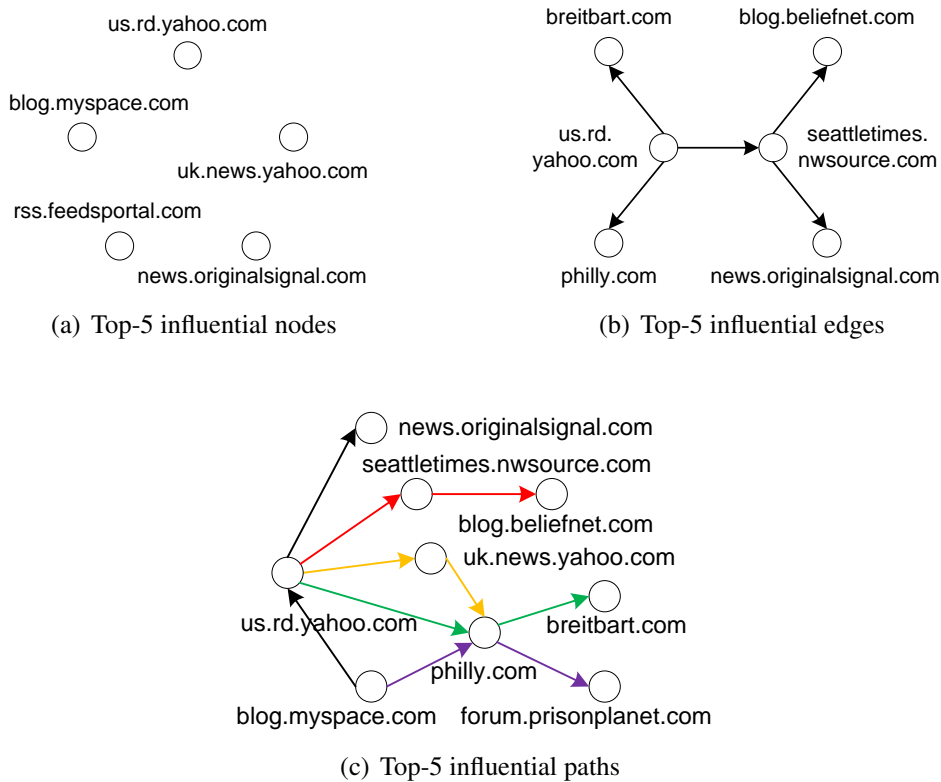 us.rd.yahoo.com
blog.myspace.com
uk.news.yahoo.com
rss.feedsportal.com
news.originalsignal.com
(a) Top-5 influential nodes
breitbart.com
blog.beliefnet.com
us.rd.
yahoo.com
seattletimes.
nwsource.com
philly.com
news.originalsignal.com
(b) Top-5 influential edges
news.originalsignal.com
seattletimes.nwsource.com
blog.beliefnet.com
uk.news.yahoo.com
us.rd.yahoo.com
breitbart.com
philly.com
blog.myspace.com
forum.prisonplanet.com
(c) Top-5 influential paths